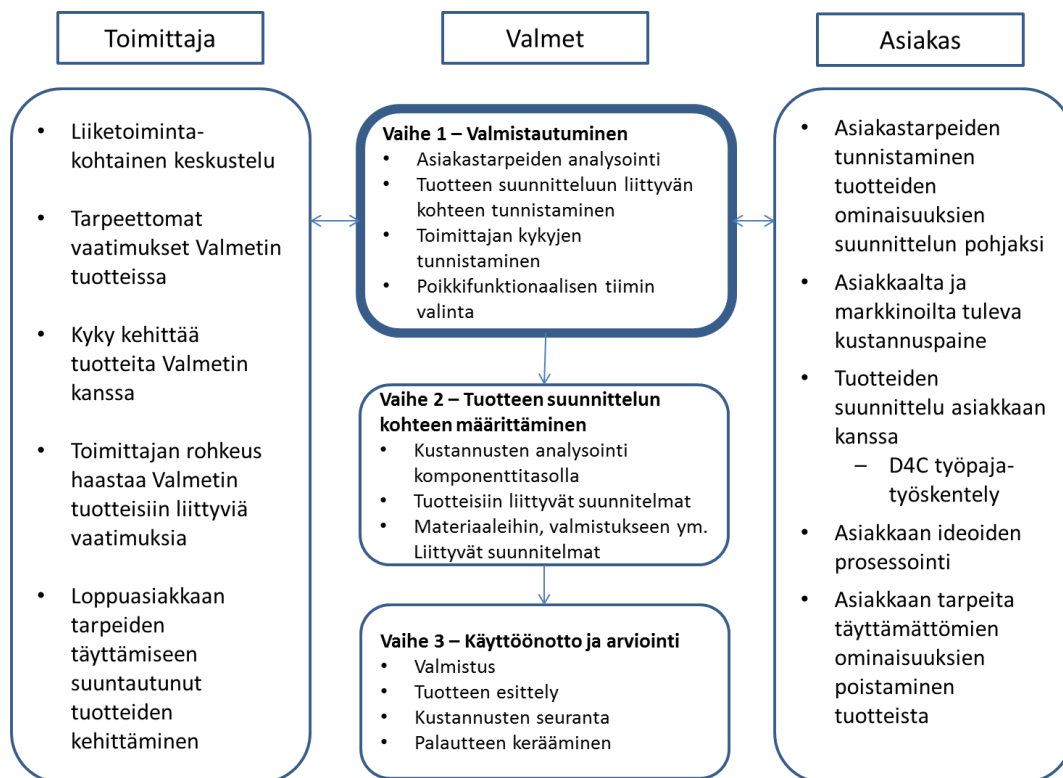 Toimittaja
Valmet
Asiakas
• Liiketoiminta-
kohtainen keskustelu
• Tarpeettomat
vaatimukset Valmetin
tuotteissa
• Kyky kehittää
tuotteita Valmetin
kanssa
• Toimittajan rohkeus
haastaa Valmetin
tuotteisiin liittyviä
vaatimuksia
• Loppuasiakkaan
tarpeiden
täyttämiseen
suuntautunut
tuotteiden
kehittäminen
Vaihe 1 – Valmistautuminen
• Asiakastarpeiden analysointi
• Tuotteen suunnitteluun liittyvän
kohteen tunnistaminen
• Toimittajan kykyjen
tunnistaminen
• Poikkifunktionaalisen tiimin
valinta
Vaihe 2 – Tuotteen suunnittelun
kohteen määrittäminen
• Kustannusten analysointi
komponenttitasolla
• Tuotteisiin liittyvät suunnitelmat
• Materiaaleihin, valmistukseen ym.
Liittyvät suunnitelmat
Vaihe 3 – Käyttöönotto ja arviointi
• Valmistus
• Tuotteen esittely
• Kustannusten seuranta
• Palautteen kerääminen
• Asiakastarpeiden
tunnistaminen
tuotteiden
ominaisuuksien
suunnittelun pohjaksi
• Asiakkaalta ja
markkinoilta tuleva
kustannuspaine
• Tuotteiden
suunnittelu asiakkaan
kanssa
– D4C työpaja-
työskentely
• Asiakkaan ideoiden
prosessointi
• Asiakkaan tarpeita
täyttämättömien
ominaisuuksien
poistaminen
tuotteista